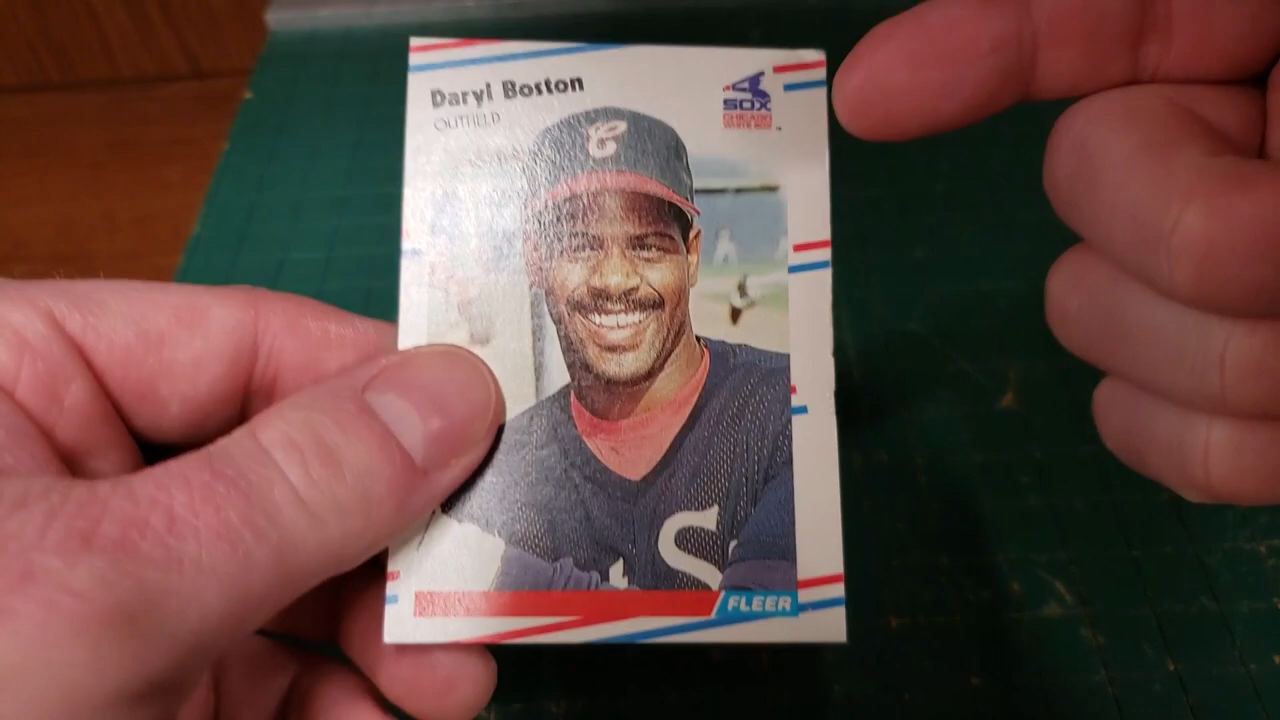 Daryl Boston
OUTFIELD
SOX
CHICAGO
WHITE SOX
C
S
FLEER